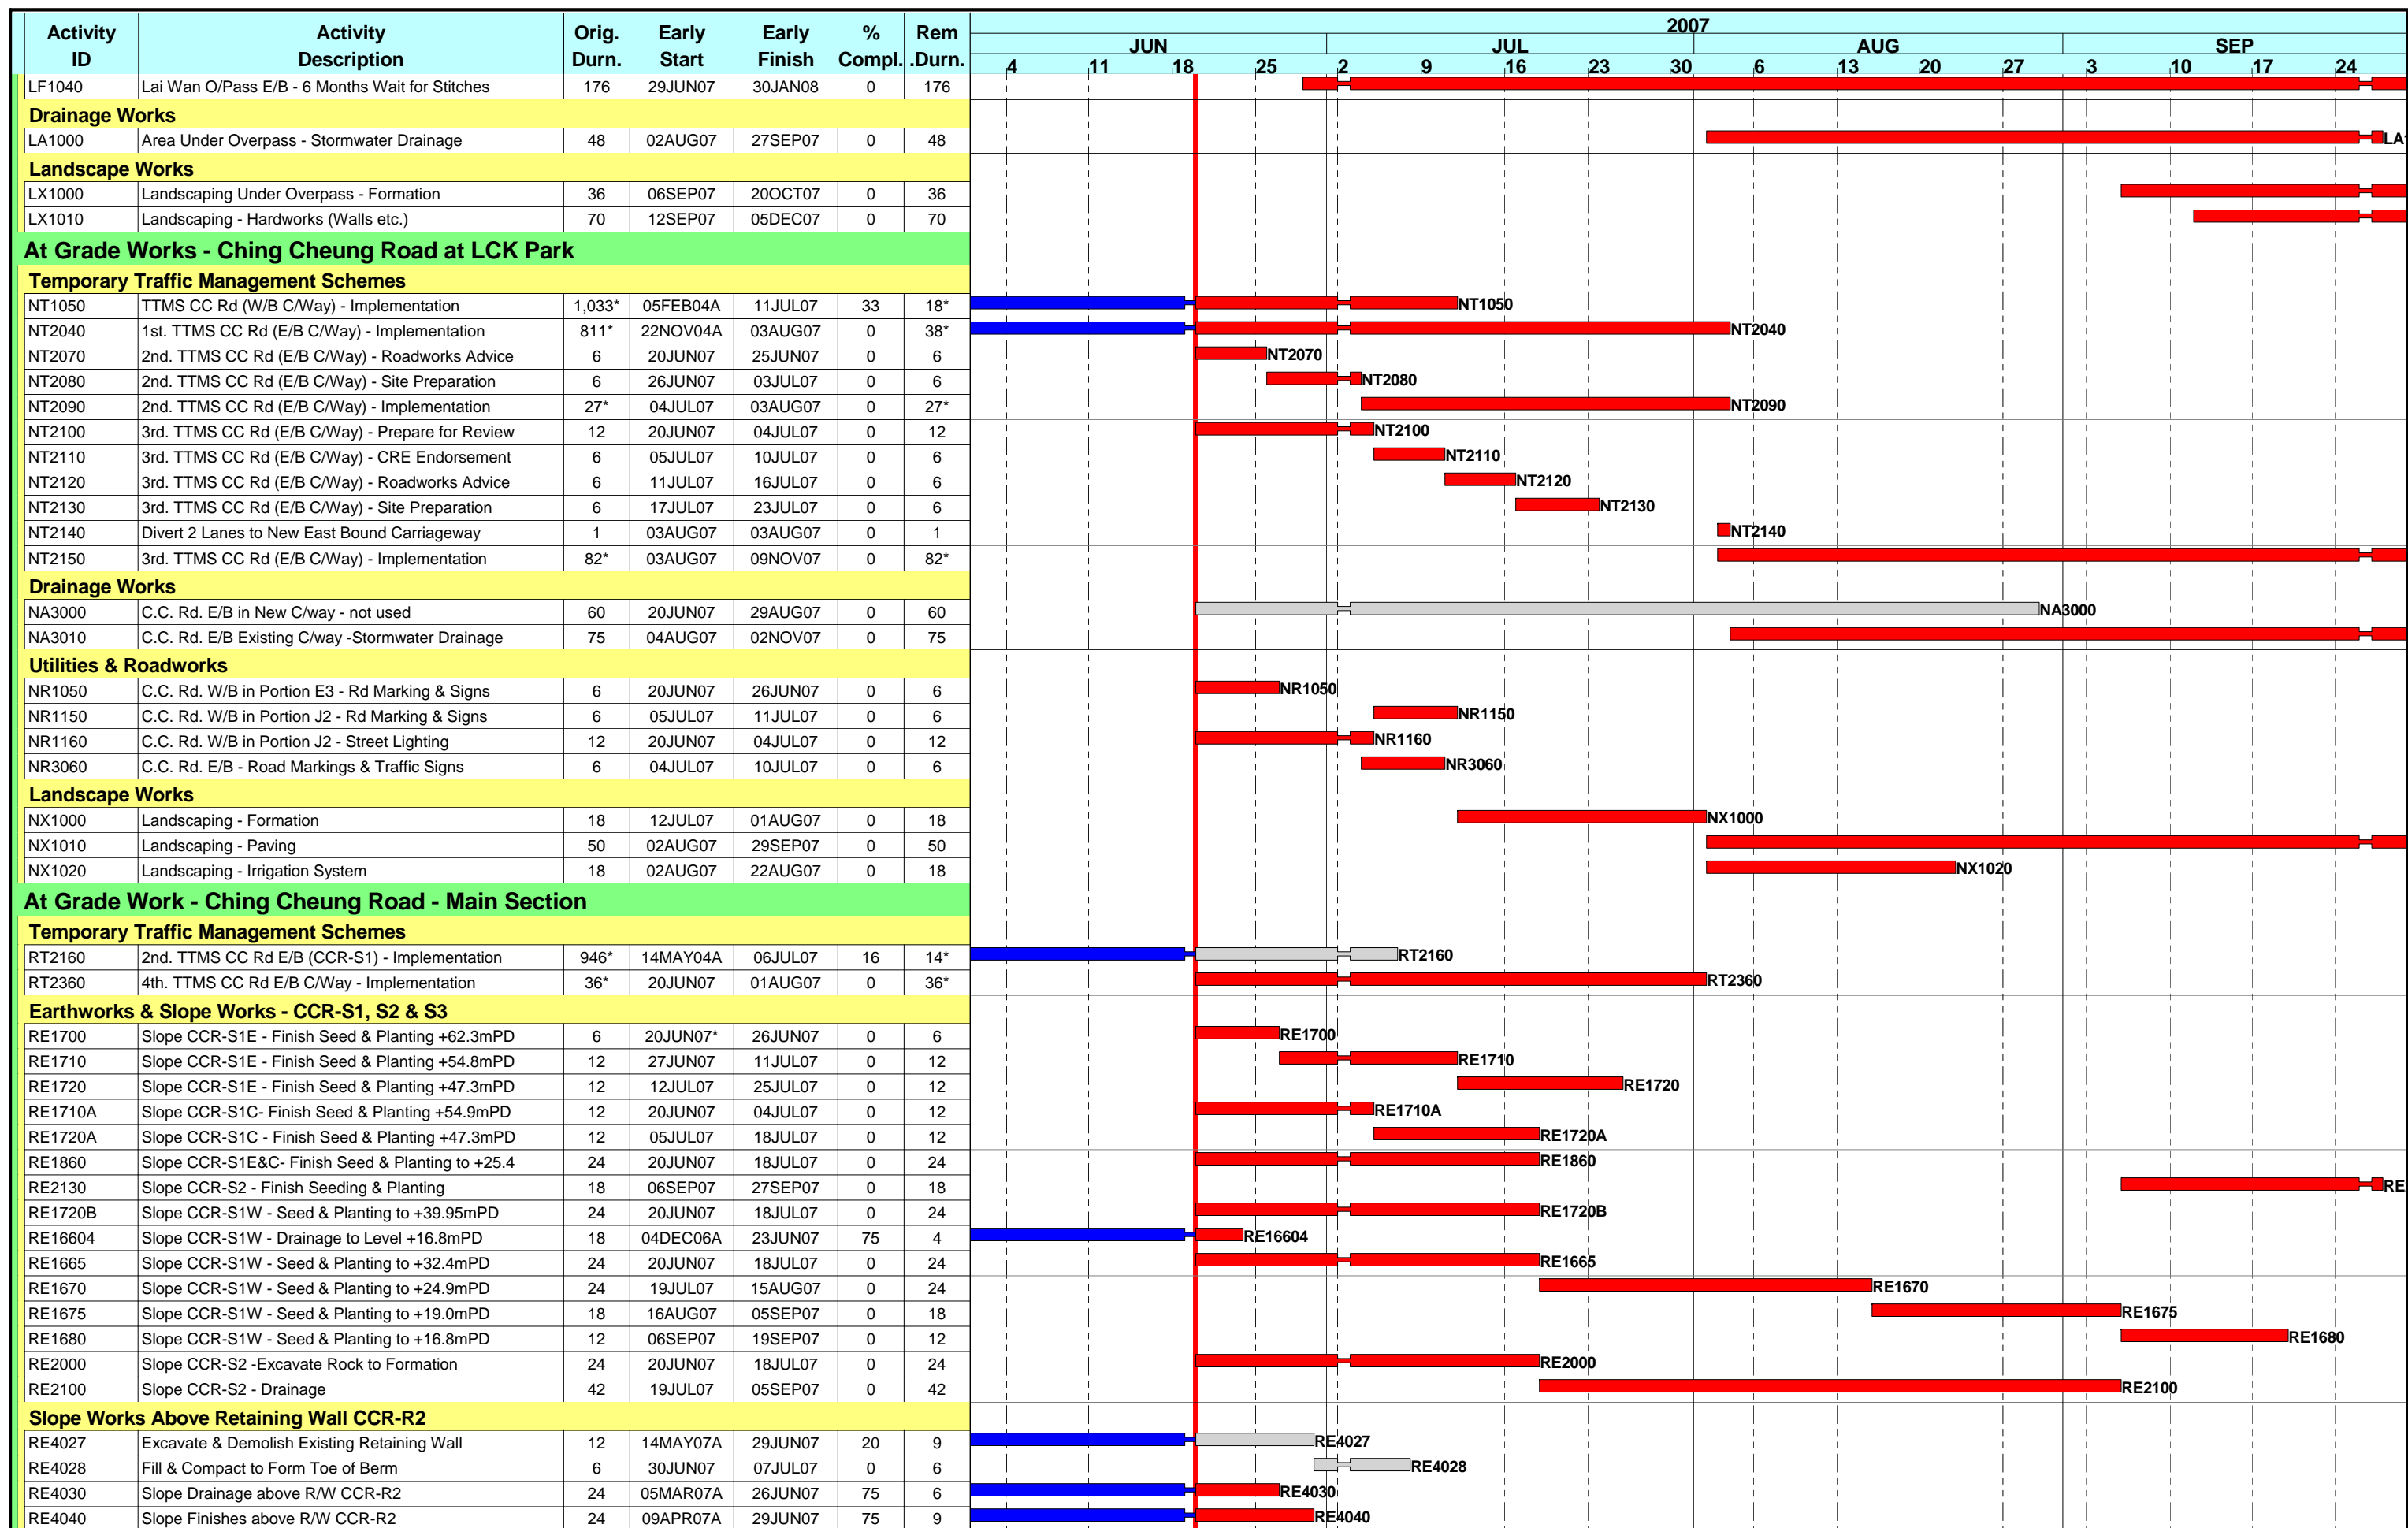 Activity ID Activity Description Orig. Durn. Early Start Early Finish % Compl. Rem .Durn. 2007
JUN JUL AUG SEP
4 11 18 25 2 9 16 23 30 6 13 20 27 3 10 17 24
LF1040 Lai Wan O/Pass E/B - 6 Months Wait for Stitches 176 29JUN07 30JAN08 0 176
Drainage Works
LA1000 Area Under Overpass - Stormwater Drainage 48 02AUG07 27SEP07 0 48 LA1
Landscape Works
LX1000 Landscaping Under Overpass - Formation 36 06SEP07 20OCT07 0 36
LX1010 Landscaping - Hardworks (Walls etc.) 70 12SEP07 05DEC07 0 70
At Grade Works - Ching Cheung Road at LCK Park
Temporary Traffic Management Schemes
NT1050 TTMS CC Rd (W/B C/Way) - Implementation 1,033* 05FEB04A 11JUL07 33 18* NT1050
NT2040 1st. TTMS CC Rd (E/B C/Way) - Implementation 811* 22NOV04A 03AUG07 0 38* NT2040
NT2070 2nd. TTMS CC Rd (E/B C/Way) - Roadworks Advice 6 20JUN07 25JUN07 0 6 NT2070
NT2080 2nd. TTMS CC Rd (E/B C/Way) - Site Preparation 6 26JUN07 03JUL07 0 6 NT2080
NT2090 2nd. TTMS CC Rd (E/B C/Way) - Implementation 27* 04JUL07 03AUG07 0 27* NT2090
NT2100 3rd. TTMS CC Rd (E/B C/Way) - Prepare for Review 12 20JUN07 04JUL07 0 12 NT2100
NT2110 3rd. TTMS CC Rd (E/B C/Way) - CRE Endorsement 6 05JUL07 10JUL07 0 6 NT2110
NT2120 3rd. TTMS CC Rd (E/B C/Way) - Roadworks Advice 6 11JUL07 16JUL07 0 6 NT2120
NT2130 3rd. TTMS CC Rd (E/B C/Way) - Site Preparation 6 17JUL07 23JUL07 0 6 NT2130
NT2140 Divert 2 Lanes to New East Bound Carriageway 1 03AUG07 03AUG07 0 1 NT2140
NT2150 3rd. TTMS CC Rd (E/B C/Way) - Implementation 82* 03AUG07 09NOV07 0 82*
Drainage Works
NA3000 C.C. Rd. E/B in New C/way - not used 60 20JUN07 29AUG07 0 60 NA3000
NA3010 C.C. Rd. E/B Existing C/way -Stormwater Drainage 75 04AUG07 02NOV07 0 75
Utilities & Roadworks
NR1050 C.C. Rd. W/B in Portion E3 - Rd Marking & Signs 6 20JUN07 26JUN07 0 6 NR1050
NR1150 C.C. Rd. W/B in Portion J2 - Rd Marking & Signs 6 05JUL07 11JUL07 0 6 NR1150
NR1160 C.C. Rd. W/B in Portion J2 - Street Lighting 12 20JUN07 04JUL07 0 12 NR1160
NR3060 C.C. Rd. E/B - Road Markings & Traffic Signs 6 04JUL07 10JUL07 0 6 NR3060
Landscape Works
NX1000 Landscaping - Formation 18 12JUL07 01AUG07 0 18 NX1000
NX1010 Landscaping - Paving 50 02AUG07 29SEP07 0 50
NX1020 Landscaping - Irrigation System 18 02AUG07 22AUG07 0 18 NX1020
At Grade Work - Ching Cheung Road - Main Section
Temporary Traffic Management Schemes
RT2160 2nd. TTMS CC Rd E/B (CCR-S1) - Implementation 946* 14MAY04A 06JUL07 16 14* RT2160
RT2360 4th. TTMS CC Rd E/B C/Way - Implementation 36* 20JUN07 01AUG07 0 36* RT2360
Earthworks & Slope Works - CCR-S1, S2 & S3
RE1700 Slope CCR-S1E - Finish Seed & Planting +62.3mPD 6 20JUN07* 26JUN07 0 6 RE1700
RE1710 Slope CCR-S1E - Finish Seed & Planting +54.8mPD 12 27JUN07 11JUL07 0 12 RE1710
RE1720 Slope CCR-S1E - Finish Seed & Planting +47.3mPD 12 12JUL07 25JUL07 0 12 RE1720
RE1710A Slope CCR-S1C- Finish Seed & Planting +54.9mPD 12 20JUN07 04JUL07 0 12 RE1710A
RE1720A Slope CCR-S1C - Finish Seed & Planting +47.3mPD 12 05JUL07 18JUL07 0 12 RE1720A
RE1860 Slope CCR-S1E&C- Finish Seed & Planting to +25.4 24 20JUN07 18JUL07 0 24 RE1860
RE2130 Slope CCR-S2 - Finish Seeding & Planting 18 06SEP07 27SEP07 0 18 RE
RE1720B Slope CCR-S1W - Seed & Planting to +39.95mPD 24 20JUN07 18JUL07 0 24 RE1720B
RE16604 Slope CCR-S1W - Drainage to Level +16.8mPD 18 04DEC06A 23JUN07 75 4 RE16604
RE1665 Slope CCR-S1W - Seed & Planting to +32.4mPD 24 20JUN07 18JUL07 0 24 RE1665
RE1670 Slope CCR-S1W - Seed & Planting to +24.9mPD 24 19JUL07 15AUG07 0 24 RE1670
RE1675 Slope CCR-S1W - Seed & Planting to +19.0mPD 18 16AUG07 05SEP07 0 18 RE1675
RE1680 Slope CCR-S1W - Seed & Planting to +16.8mPD 12 06SEP07 19SEP07 0 12 RE1680
RE2000 Slope CCR-S2 -Excavate Rock to Formation 24 20JUN07 18JUL07 0 24 RE2000
RE2100 Slope CCR-S2 - Drainage 42 19JUL07 05SEP07 0 42 RE2100
Slope Works Above Retaining Wall CCR-R2
RE4027 Excavate & Demolish Existing Retaining Wall 12 14MAY07A 29JUN07 20 9 RE4027
RE4028 Fill & Compact to Form Toe of Berm 6 30JUN07 07JUL07 0 6 RE4028
RE4030 Slope Drainage above R/W CCR-R2 24 05MAR07A 26JUN07 75 6 RE4030
RE4040 Slope Finishes above R/W CCR-R2 24 09APR07A 29JUN07 75 9 RE4040